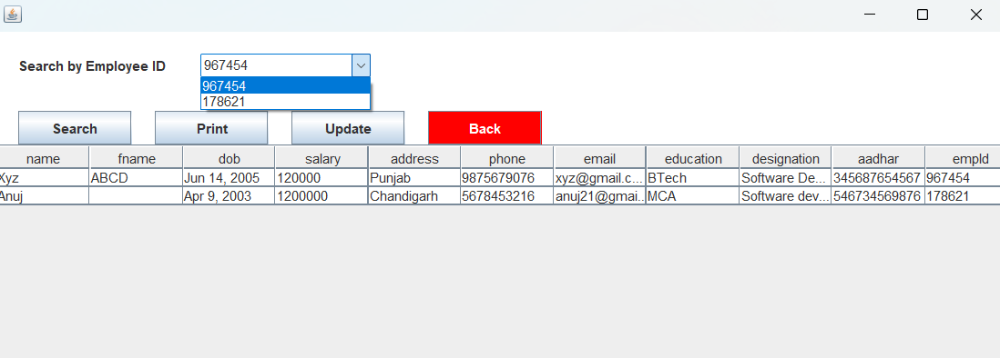 Search by Employee ID 967454
967454
178621
Search Print Update Back
name fname dob salary address phone email education designation aadhar empId
Xyz ABCD Jun 14, 2005 120000 Punjab 9875679076 xyz@gmail.c... BTech Software De... 345687654567 967454
Anuj Apr 9, 2003 1200000 Chandigarh 5678453216 anuj21@gmai... MCA Software dev... 546734569876 178621